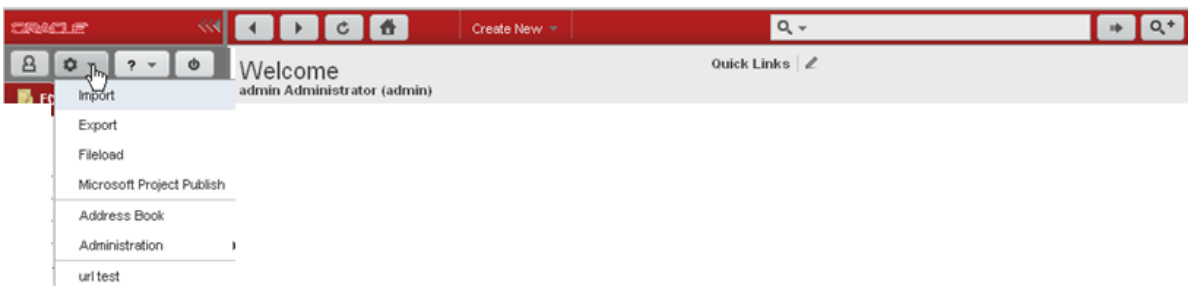 ORACLE
Create New
?
Welcome
Quick Links
admin Administrator (admin)
Import
Export
Fileload
Microsoft Project Publish
Address Book
Administration
url test